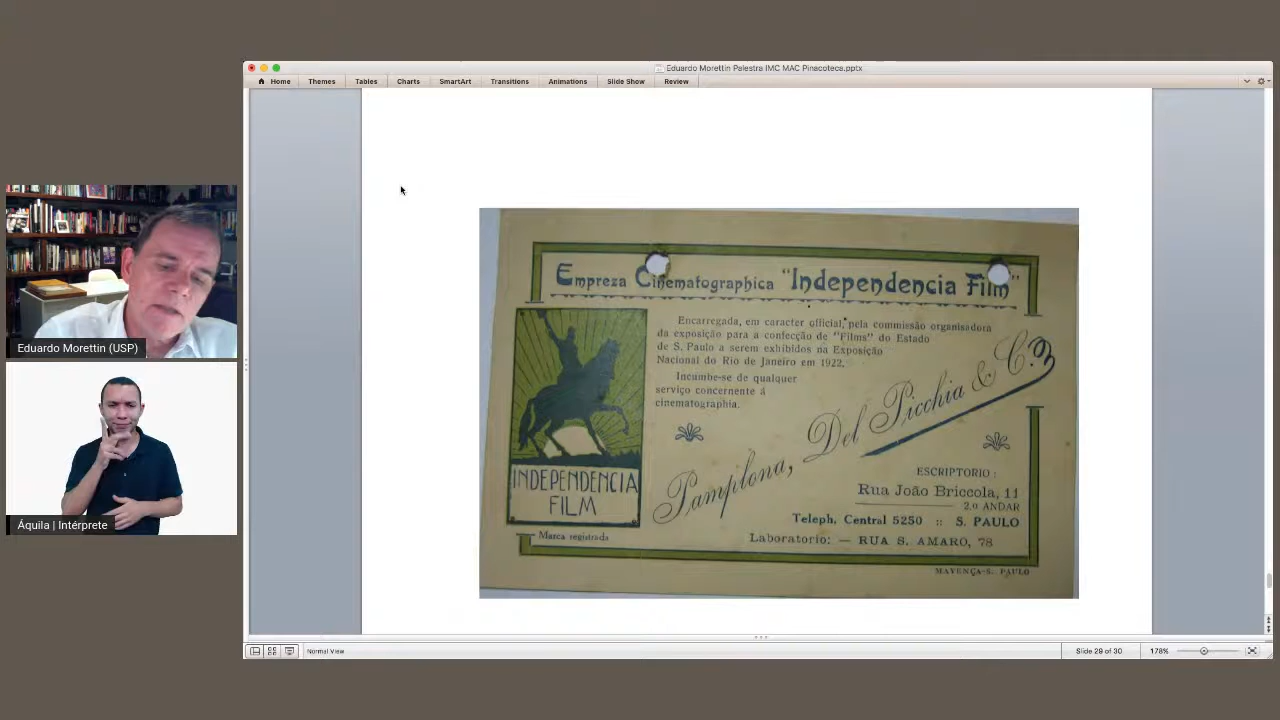 Eduardo Morettin Palestra IMC MAC Pinacoteca.pptx
Home Themes Tables Charts SmartArt Transitions Animations Slide Show Review
Empreza Cinematographica "Independencia Film"
Encarregada, em caracter official, pela commissão organisadora
da exposição para a confecção de "Films" do Estado
de S. Paulo a serem exhibidos na Exposição
Nacional do Rio de Janeiro em 1922.
Incumbe-se de qualquer
serviço concernente á
cinematographia.
Pamplona, Del Picchia & C.
INDEPENDENCIA
FILM
Marca registrada
ESCRIPTORIO:
Rua João Briccola, 11
2.o ANDAR
Teleph. Central 5250 :: S. PAULO
Laboratorio: — RUA S. AMARO, 78
MAYENÇA-S. PAULO
Eduardo Morettin (USP)
Áquila | Intérprete
Normal View
Slide 29 of 30
178%